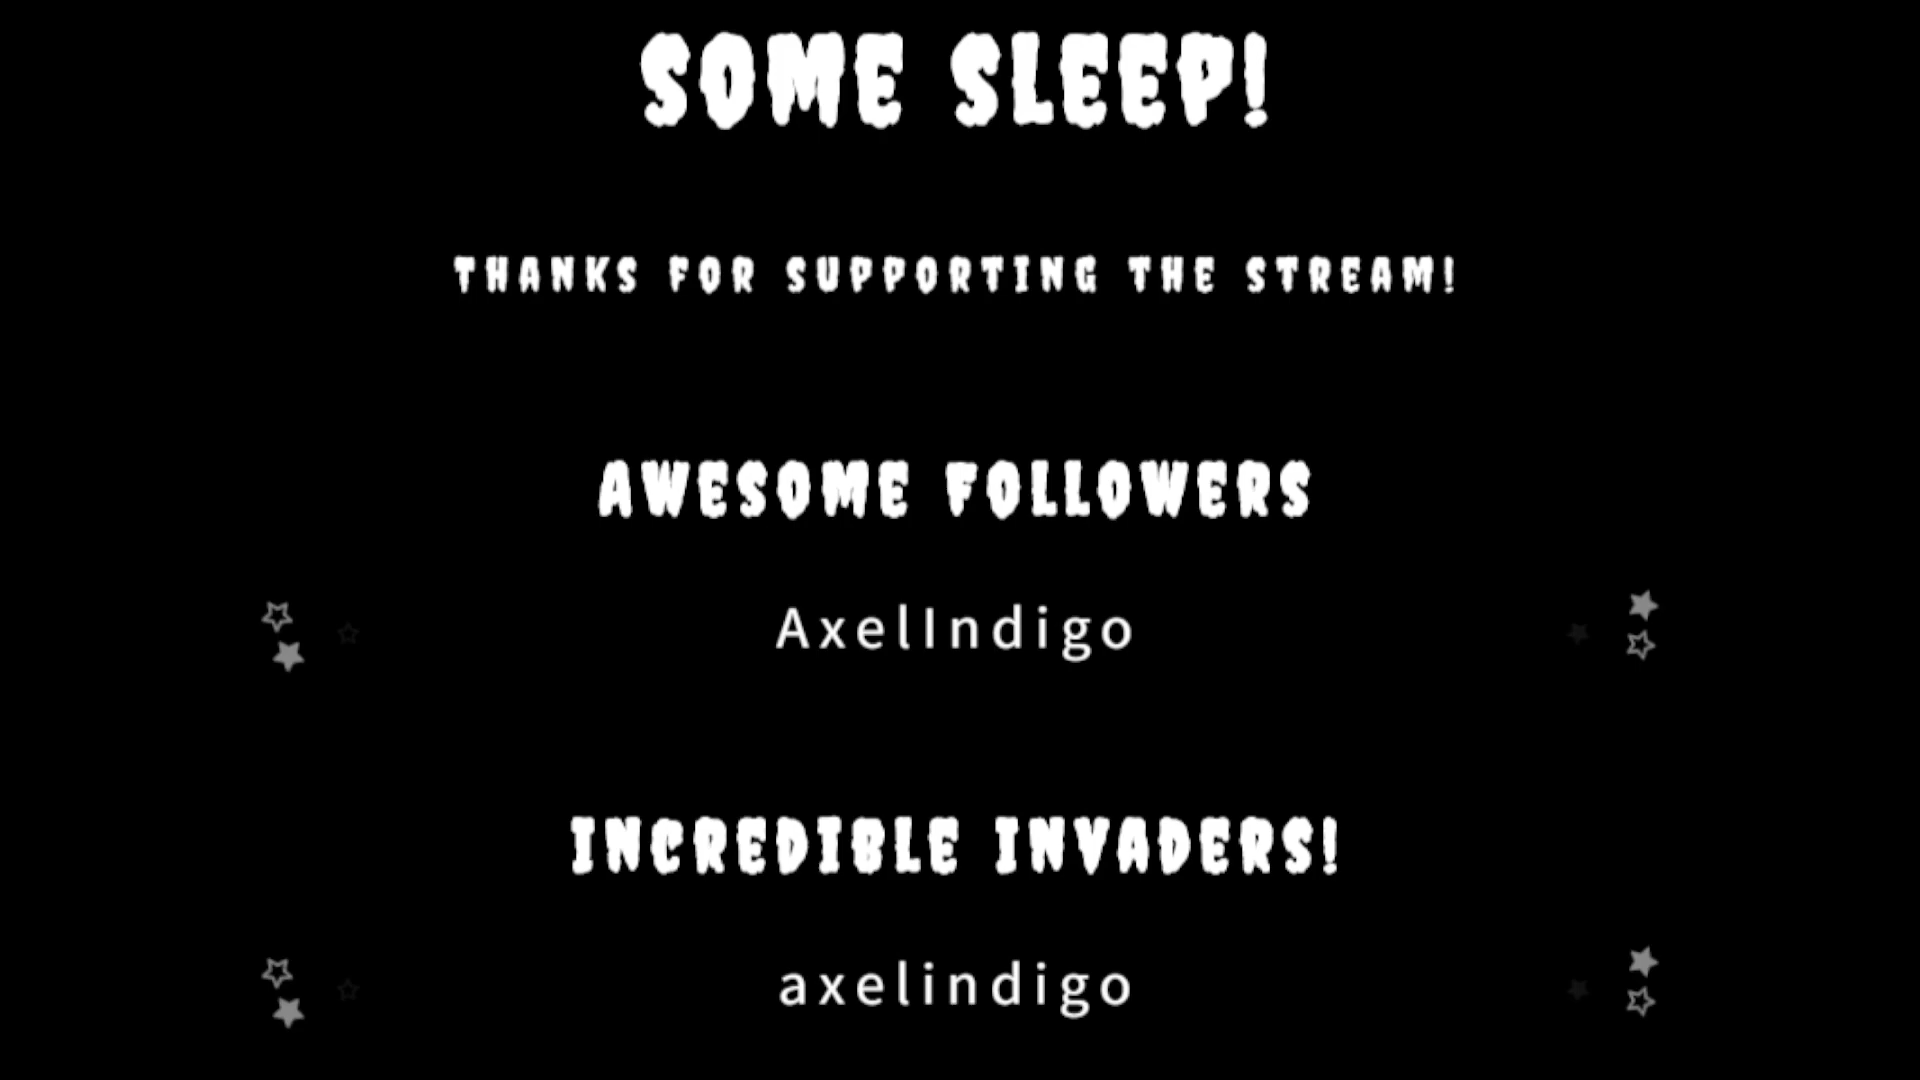 SOME SLEEP!
THANKS FOR SUPPORTING THE STREAM!
AWESOME FOLLOWERS
AxelIndigo
INCREDIBLE INVADERS!
axelindigo